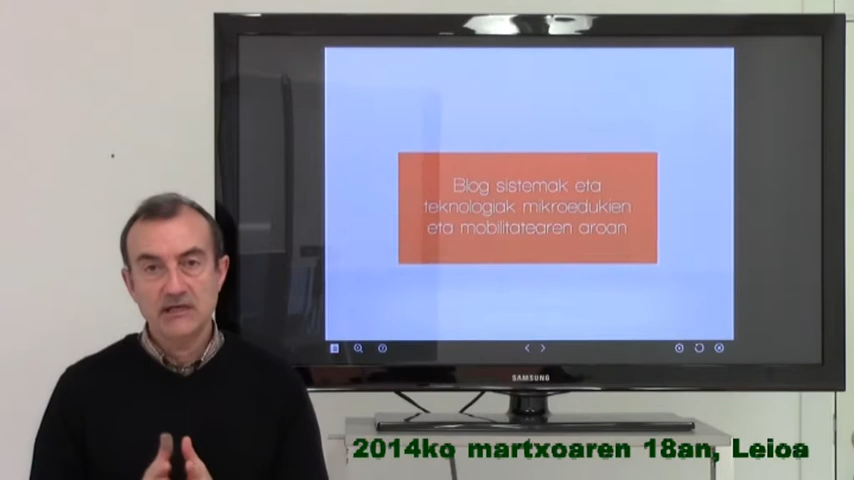 Blog sistemak eta
teknologiak mikroedukien
eta mobilitatearen aroan
SAMSUNG
2014ko martxoaren 18an, Leioa